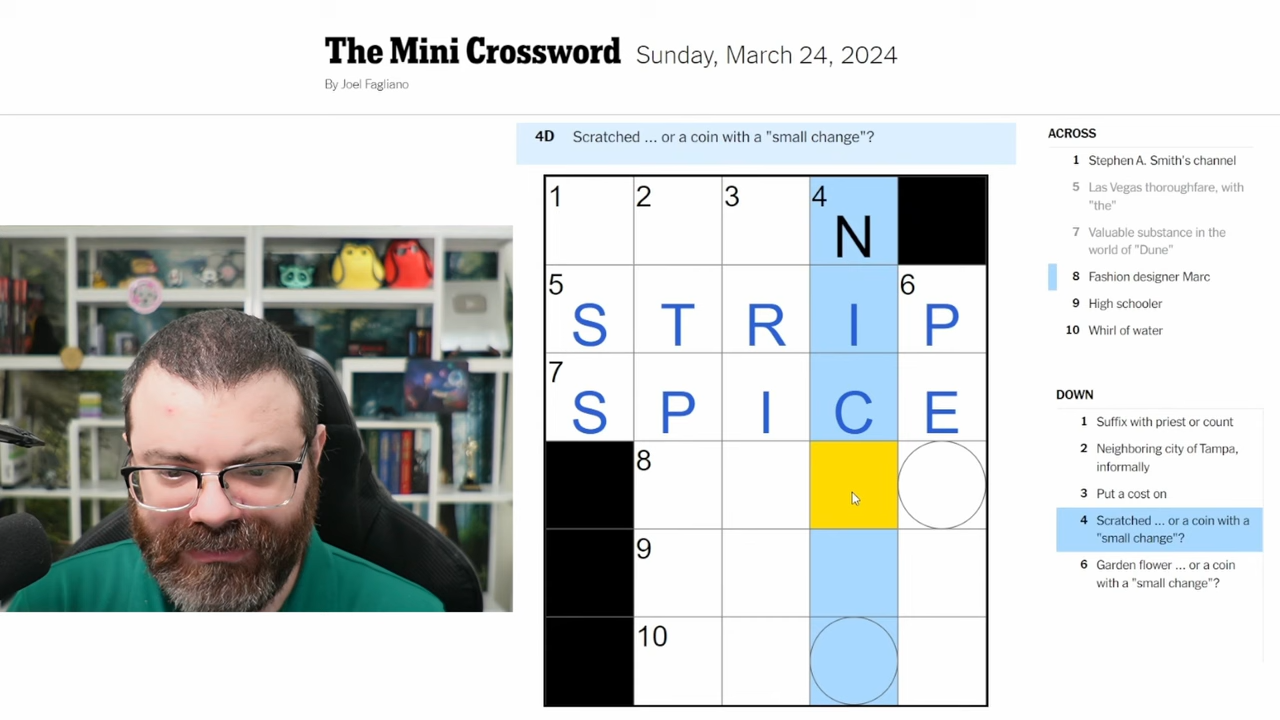 The Mini Crossword Sunday, March 24, 2024
By Joel Fagliano
4D Scratched ... or a coin with a "small change"?
1 2 3 4
N
5 6
S T R I P
7
S P I C E
8
9
10
ACROSS
1 Stephen A. Smith's channel
5 Las Vegas thoroughfare, with
"the"
7 Valuable substance in the
world of "Dune"
8 Fashion designer Marc
9 High schooler
10 Whirl of water
DOWN
1 Suffix with priest or count
2 Neighboring city of Tampa,
informally
3 Put a cost on
4 Scratched ... or a coin with a
"small change"?
6 Garden flower ... or a coin
with a "small change"?